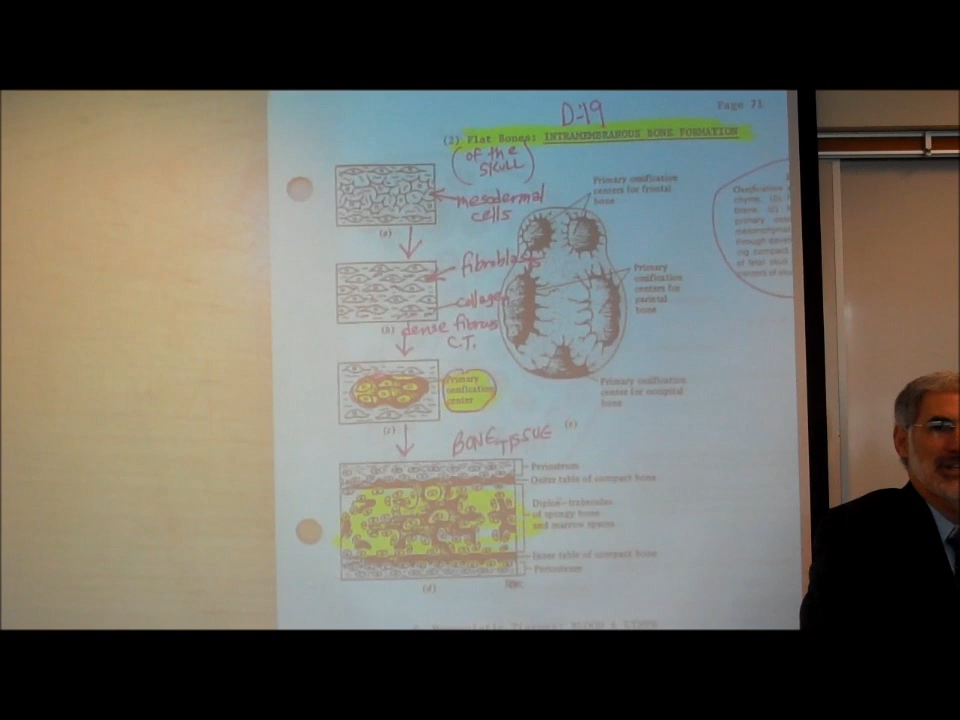 D-19
Page 71
(2) Flat Bones: INTRAMEMBRANOUS BONE FORMATION
(of the
SKULL)
mesodermal
cells
(a)
Primary ossification
centers for frontal
bone
fibroblasts
collagen
(b)
dense fibrous
C.T.
Primary
ossification
centers for
parietal
bone
Primary
ossification
center
(c)
Primary ossification
center for occipital
bone
(e)
BONE TISSUE
Periosteum
Outer table of compact bone
Diploë-trabeculae
of spongy bone
and marrow spaces
Inner table of compact bone
Periosteum
(d)